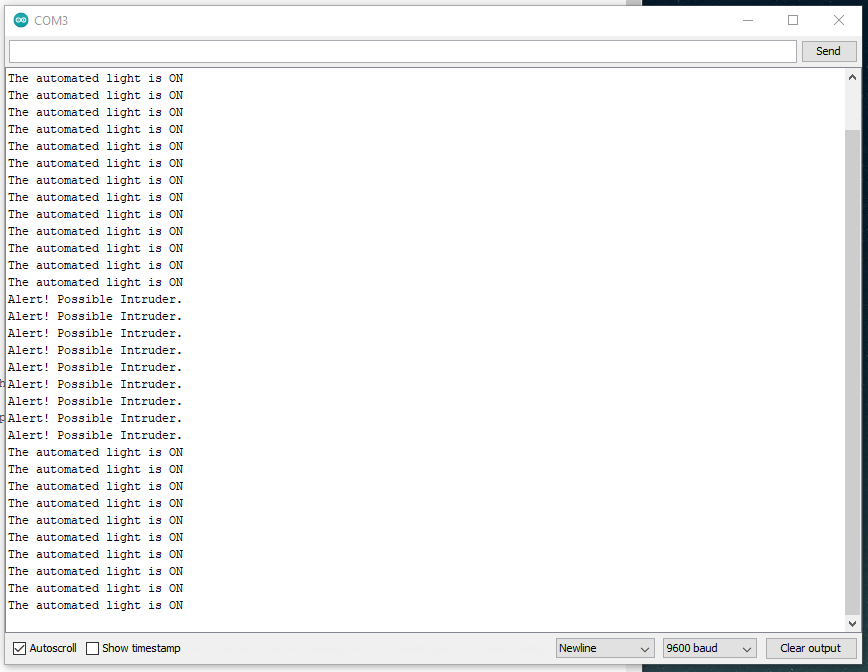 COM3
Send
The automated light is ON
The automated light is ON
The automated light is ON
The automated light is ON
The automated light is ON
The automated light is ON
The automated light is ON
The automated light is ON
The automated light is ON
The automated light is ON
The automated light is ON
The automated light is ON
The automated light is ON
Alert! Possible Intruder.
Alert! Possible Intruder.
Alert! Possible Intruder.
Alert! Possible Intruder.
Alert! Possible Intruder.
Alert! Possible Intruder.
Alert! Possible Intruder.
Alert! Possible Intruder.
Alert! Possible Intruder.
The automated light is ON
The automated light is ON
The automated light is ON
The automated light is ON
The automated light is ON
The automated light is ON
The automated light is ON
The automated light is ON
The automated light is ON
The automated light is ON
Autoscroll Show timestamp Newline 9600 baud Clear output